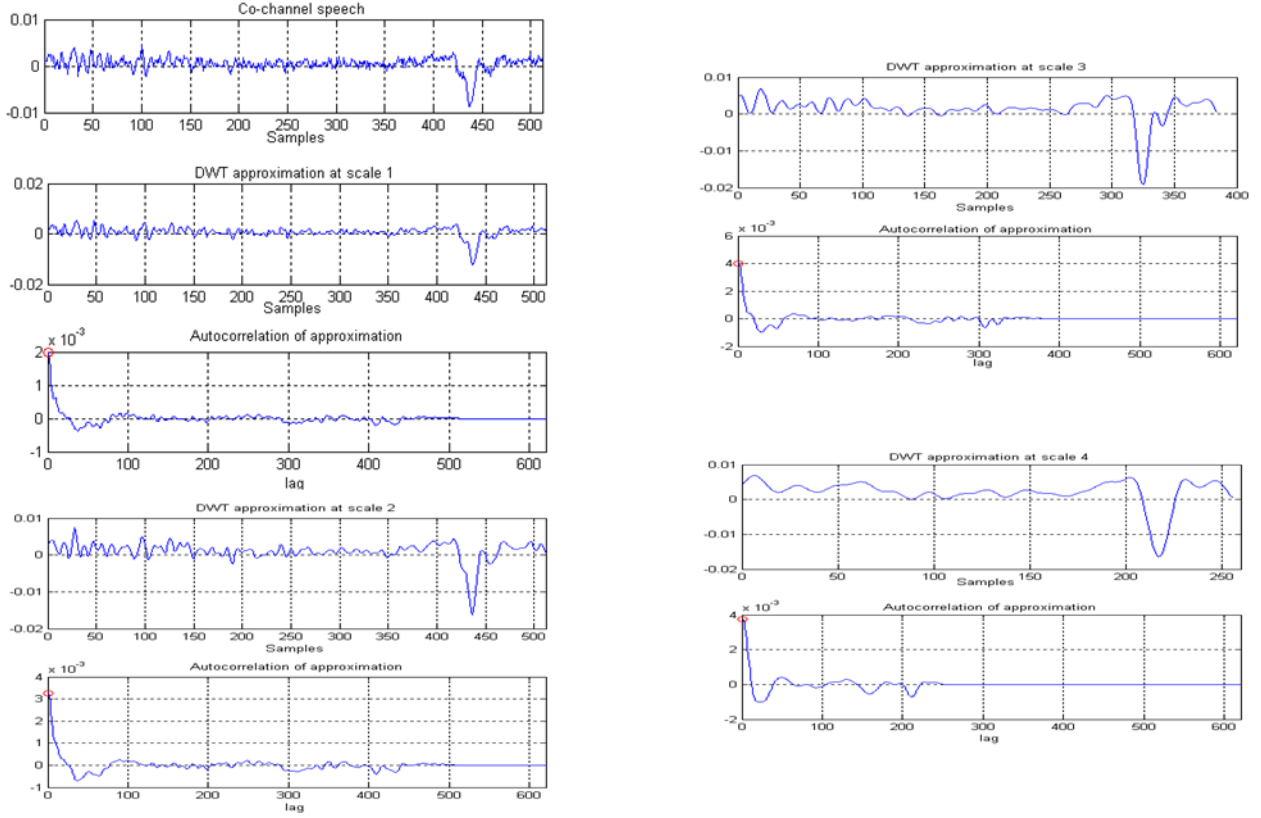 Co-channel speech
0.01
0
-0.01
0 50 100 150 200 250 300 350 400 450 500
Samples
DWT approximation at scale 1
0.02
0
-0.02
0 50 100 150 200 250 300 350 400 450 500
Samples
Autocorrelation of approximation
x 10-3
2
1
0
-1
0 100 200 300 400 500 600
lag
DWT approximation at scale 2
0.01
0
-0.01
-0.02
0 50 100 150 200 250 300 350 400 450 500
Samples
Autocorrelation of approximation
x 10-3
4
3
2
1
0
-1
0 100 200 300 400 500 600
lag
DWT approximation at scale 3
0.01
0
-0.01
-0.02
0 50 100 150 200 250 300 350 400
Samples
Autocorrelation of approximation
x 10-3
6
4
2
0
-2
0 100 200 300 400 500 600
lag
DWT approximation at scale 4
0.01
0
-0.01
-0.02
0 50 100 150 200 250
Samples
Autocorrelation of approximation
x 10-3
4
2
0
-2
0 100 200 300 400 500 600
lag